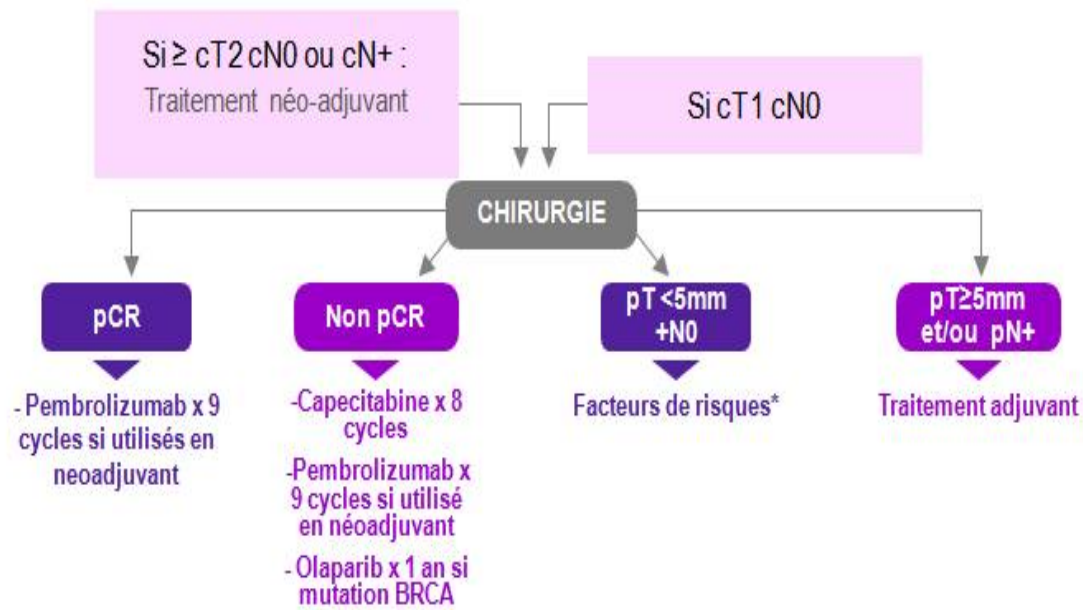 Si ≥ cT2 cN0 ou cN+ :
Traitement néo-adjuvant
Si cT1 cN0
CHIRURGIE
pCR
- Pembrolizumab x 9
cycles si utilisés en
neoadjuvant
Non pCR
-Capecitabine x 8
cycles
-Pembrolizumab x
9 cycles si utilisé
en néoadjuvant
- Olaparib x 1 an si
mutation BRCA
pT <5mm
+N0
Facteurs de risques*
pT≥5mm
et/ou pN+
Traitement adjuvant